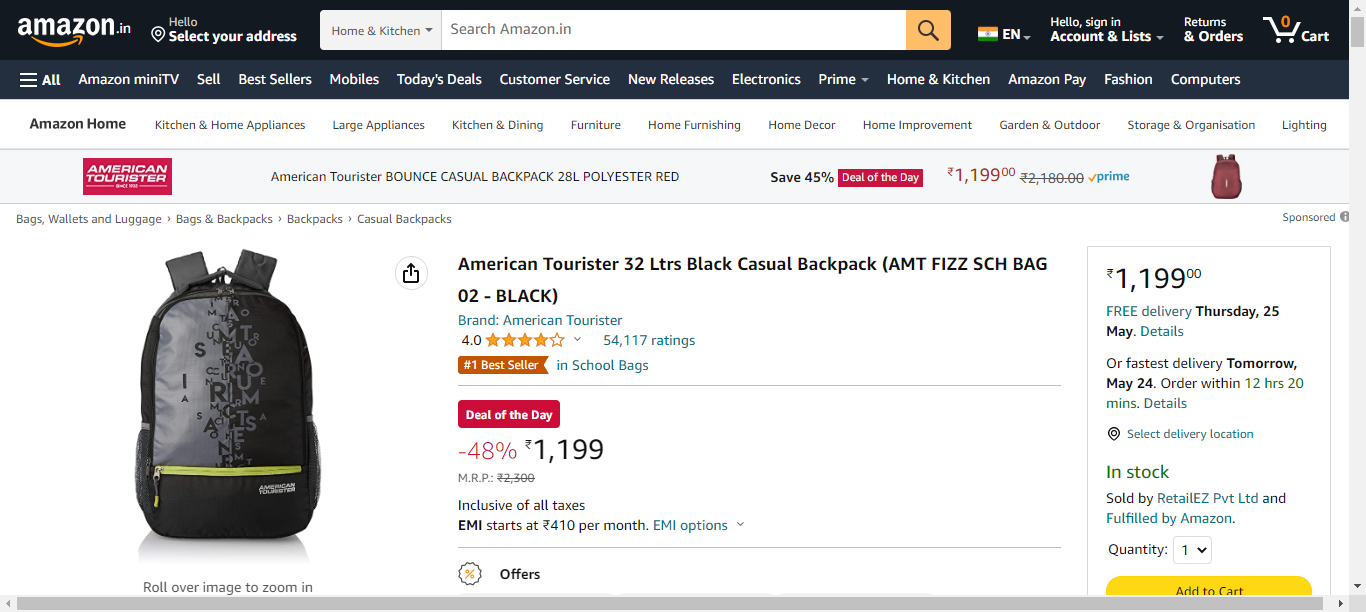 amazon.in
Hello
Select your address
Home & Kitchen
Search Amazon.in
EN
Hello, sign in
Account & Lists
Returns
& Orders
0
Cart
All
Amazon miniTV
Sell
Best Sellers
Mobiles
Today's Deals
Customer Service
New Releases
Electronics
Prime
Home & Kitchen
Amazon Pay
Fashion
Computers
Amazon Home
Kitchen & Home Appliances
Large Appliances
Kitchen & Dining
Furniture
Home Furnishing
Home Decor
Home Improvement
Garden & Outdoor
Storage & Organisation
Lighting
AMERICAN
TOURISTER
SINCE 1933
American Tourister BOUNCE CASUAL BACKPACK 28L POLYESTER RED
Save 45% Deal of the Day
₹1,19900 ₹2,180.00 prime
Bags, Wallets and Luggage › Bags & Backpacks › Backpacks › Casual Backpacks
Sponsored
AMERICAN
TOURISTER
Roll over image to zoom in
American Tourister 32 Ltrs Black Casual Backpack (AMT FIZZ SCH BAG
02 - BLACK)
Brand: American Tourister
4.0 54,117 ratings
#1 Best Seller in School Bags
Deal of the Day
-48% ₹1,199
M.R.P.: ₹2,300
Inclusive of all taxes
EMI starts at ₹410 per month. EMI options
% Offers
₹1,19900
FREE delivery Thursday, 25
May. Details
Or fastest delivery Tomorrow,
May 24. Order within 12 hrs 20
mins. Details
Select delivery location
In stock
Sold by RetailEZ Pvt Ltd and
Fulfilled by Amazon.
Quantity: 1
Add to Cart